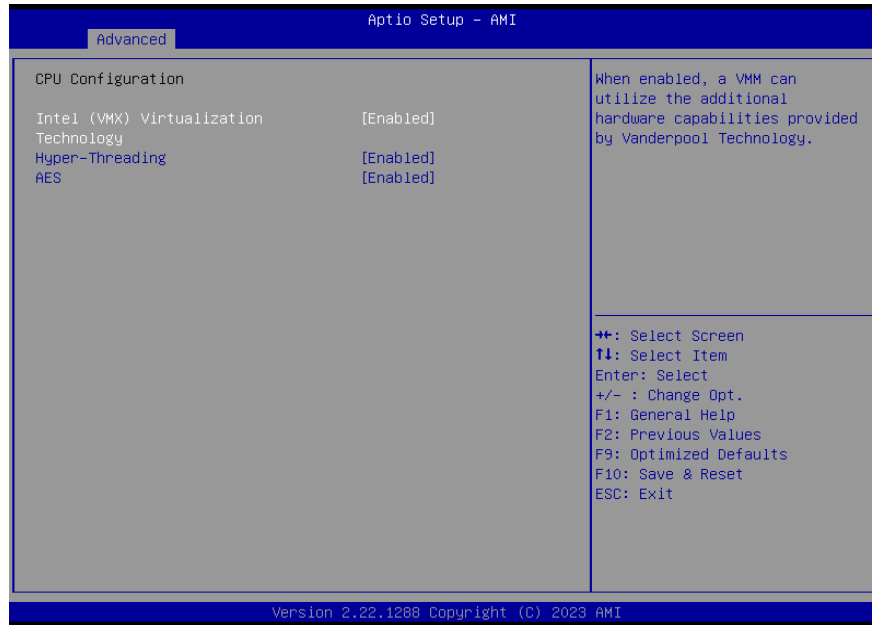 Aptio Setup - AMI
Advanced
CPU Configuration
Intel (VMX) Virtualization [Enabled]
Technology
Hyper-Threading [Enabled]
AES [Enabled]
When enabled, a VMM can
utilize the additional
hardware capabilities provided
by Vanderpool Technology.
→←: Select Screen
↑↓: Select Item
Enter: Select
+/- : Change Opt.
F1: General Help
F2: Previous Values
F9: Optimized Defaults
F10: Save & Reset
ESC: Exit
Version 2.22.1288 Copyright (C) 2023 AMI